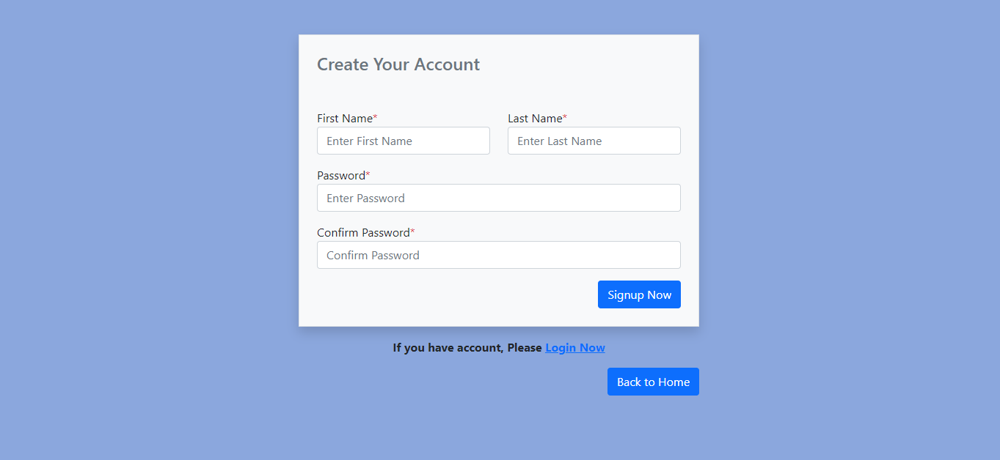 Create Your Account
First Name* Last Name*
Enter First Name Enter Last Name
Password*
Enter Password
Confirm Password*
Confirm Password
Signup Now
If you have account, Please Login Now
Back to Home